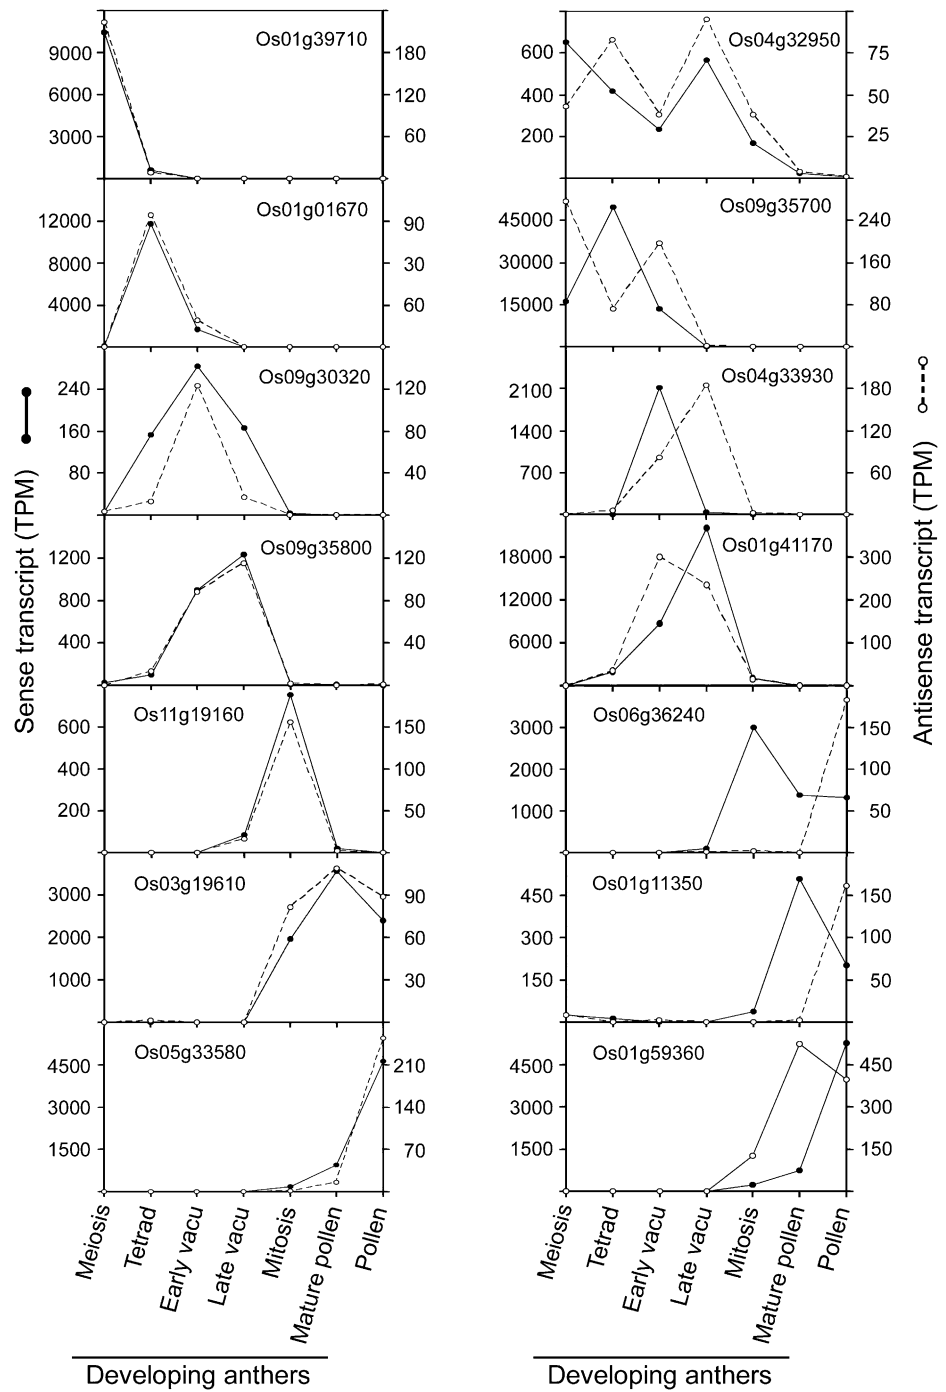 Os01g39710
9000
6000
3000
180
120
60
Os04g32950
600
400
200
75
50
25
Os01g01670
12000
8000
4000
90
30
60
Os09g35700
45000
30000
15000
240
160
80
Os09g30320
240
160
80
120
80
40
Os04g33930
2100
1400
700
180
120
60
Os09g35800
1200
800
400
120
80
40
Os01g41170
18000
12000
6000
300
200
100
Os11g19160
600
400
200
150
100
50
Os06g36240
3000
2000
1000
150
100
50
Os03g19610
3000
2000
1000
90
60
30
Os01g11350
450
300
150
150
100
50
Os05g33580
4500
3000
1500
210
140
70
Os01g59360
4500
3000
1500
450
300
150
Sense transcript (TPM)
Antisense transcript (TPM)
Meiosis
Tetrad
Early vacu
Late vacu
Mitosis
Mature pollen
Pollen
Meiosis
Tetrad
Early vacu
Late vacu
Mitosis
Mature pollen
Pollen
Developing anthers
Developing anthers